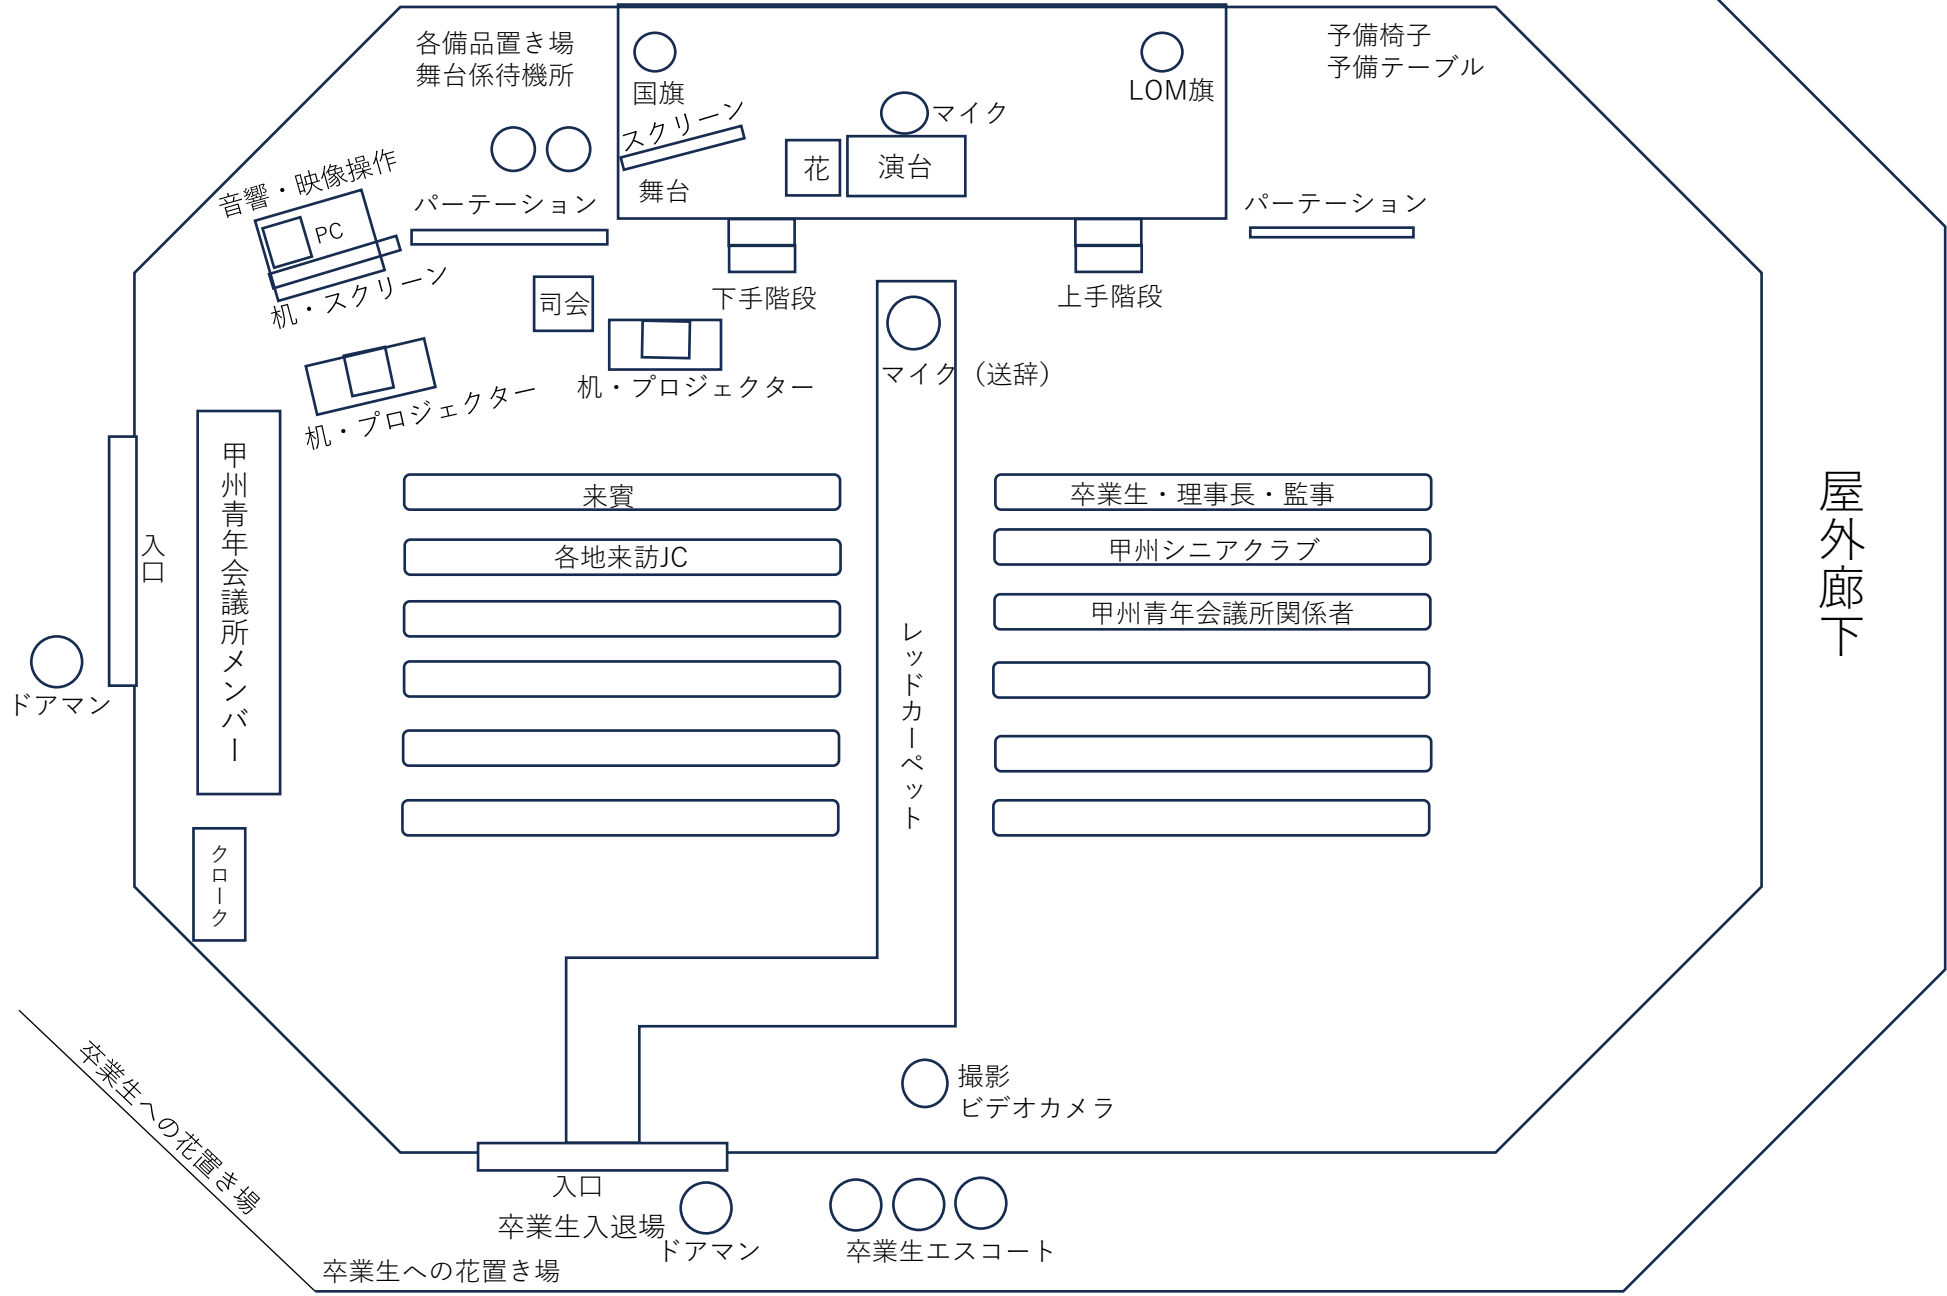 各備品置き場
舞台係待機所
国旗
スクリーン
舞台
花
演台
マイク
LOM旗
予備椅子
予備テーブル
音響・映像操作
PC
机・スクリーン
パーテーション
パーテーション
司会
下手階段
上手階段
机・プロジェクター
机・プロジェクター
マイク（送辞）
甲州青年会議所メンバー
入口
ドアマン
クローク
来賓
各地来訪JC
卒業生・理事長・監事
甲州シニアクラブ
甲州青年会議所関係者
レッドカーペット
屋外廊下
撮影
ビデオカメラ
入口
卒業生入退場
ドアマン
卒業生エスコート
卒業生への花置き場
卒業生への花置き場